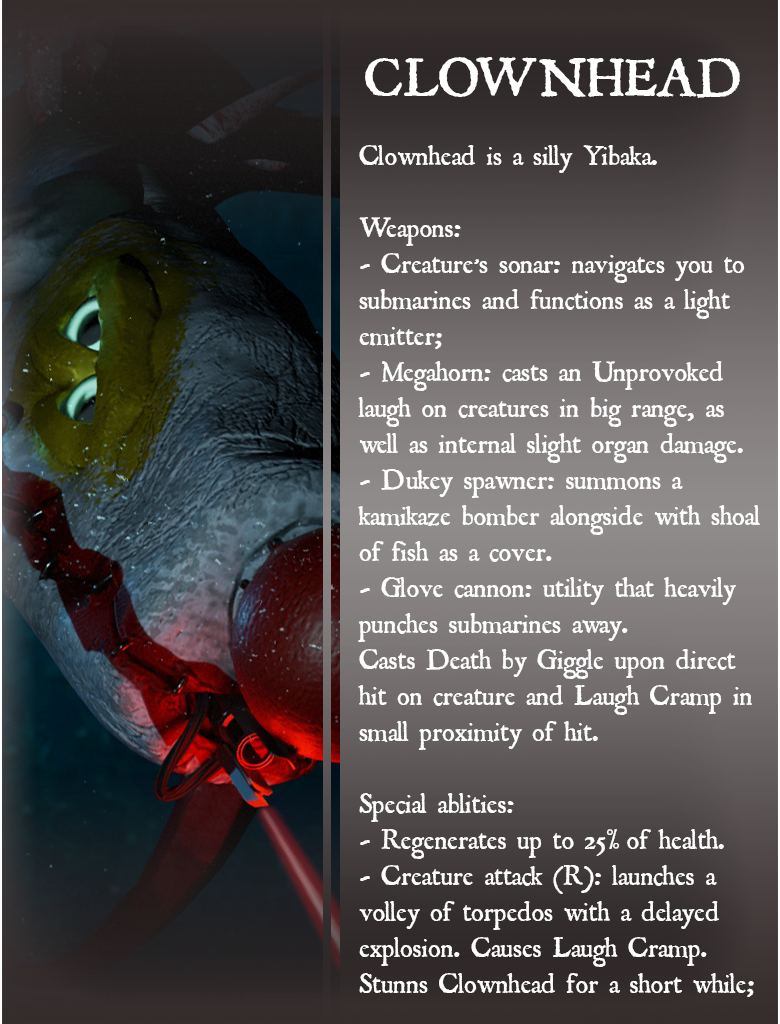 CLOWNHEAD
Clownhead is a silly Yibaka.
Weapons:
- Creature's sonar: navigates you to
submarines and functions as a light
emitter;
- Megahorn: casts an Unprovoked
laugh on creatures in big range, as
well as internal slight organ damage.
- Dukey spawner: summons a
kamikaze bomber alongside with shoal
of fish as a cover.
- Glove cannon: utility that heavily
punches submarines away.
Casts Death by Giggle upon direct
hit on creature and Laugh Cramp in
small proximity of hit.
Special ablities:
- Regenerates up to 25% of health.
- Creature attack (R): launches a
volley of torpedos with a delayed
explosion. Causes Laugh Cramp.
Stunns Clownhead for a short while;